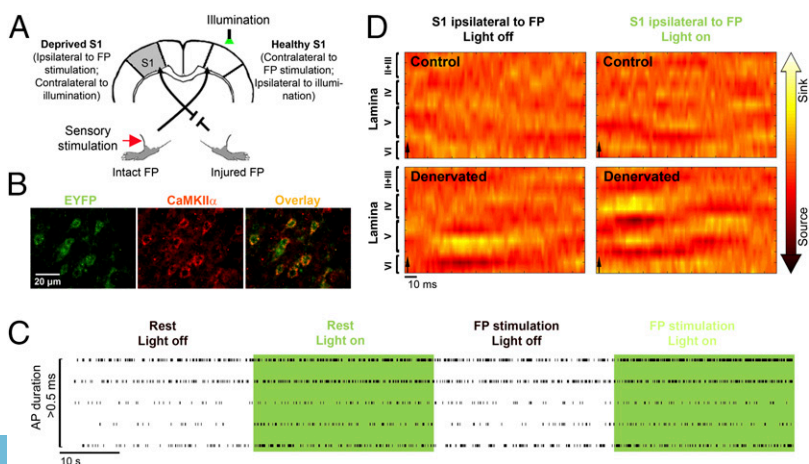 A
Illumination
Deprived S1
(Ipsilateral to FP
stimulation;
Contralateral to
illumination)
S1
Healthy S1
(Contralateral to
FP stimulation;
Ipsilateral to illumi-
nation)
Sensory
stimulation
Intact FP
Injured FP
B
EYFP
CaMKIIα
Overlay
20 µm
D
S1 ipsilateral to FP
Light off
S1 ipsilateral to FP
Light on
Control
Control
Lamina
II+III
IV
V
VI
Denervated
Denervated
Lamina
II+III
IV
V
VI
10 ms
Sink
Source
C
Rest
Light off
Rest
Light on
FP stimulation
Light off
FP stimulation
Light on
AP duration
>0.5 ms
10 s